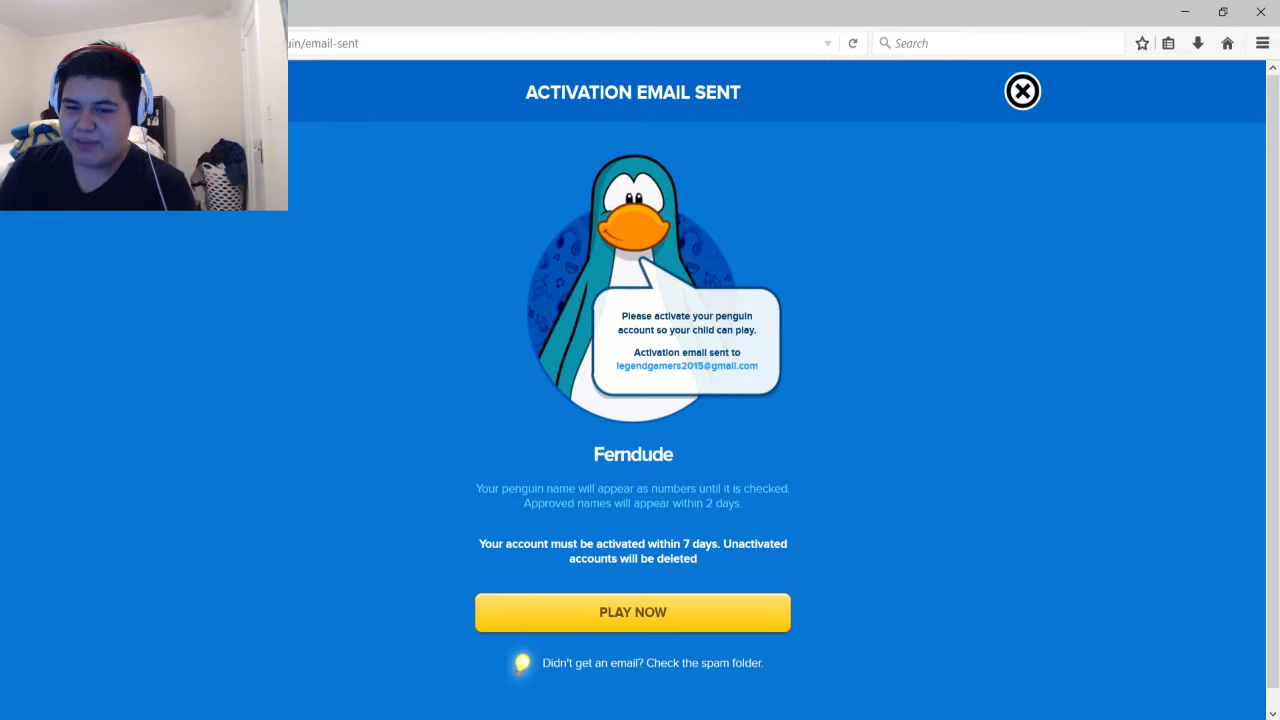 uin/email-sent
Search
ACTIVATION EMAIL SENT
Please activate your penguin
account so your child can play.
Activation email sent to
legendgamers2015@gmail.com
Ferndude
Your penguin name will appear as numbers until it is checked.
Approved names will appear within 2 days.
Your account must be activated within 7 days. Unactivated
accounts will be deleted
PLAY NOW
Didn't get an email? Check the spam folder.